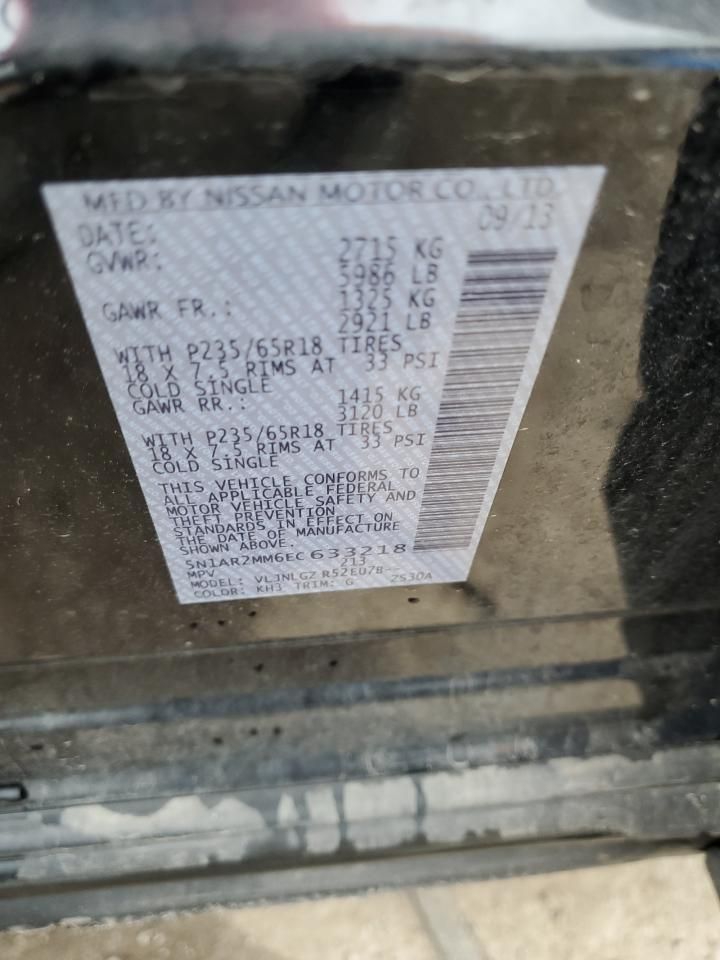 MFD BY NISSAN MOTOR CO., LTD.
DATE: 09/13
GVWR: 2715 KG
5986 LB
GAWR FR.: 1325 KG
2921 LB
WITH P235/65R18 TIRES
18 X 7.5 RIMS AT 33 PSI
COLD SINGLE
GAWR RR.: 1415 KG
3120 LB
WITH P235/65R18 TIRES
18 X 7.5 RIMS AT 33 PSI
COLD SINGLE
THIS VEHICLE CONFORMS TO
ALL APPLICABLE FEDERAL
MOTOR VEHICLE SAFETY AND
THEFT PREVENTION
STANDARDS IN EFFECT ON
THE DATE OF MANUFACTURE
SHOWN ABOVE.
5N1AR2MM6EC633218
MPV 213
MODEL: VLJNLGZ R52EU7B--
COLOR: KH3 TRIM: G 2S30A